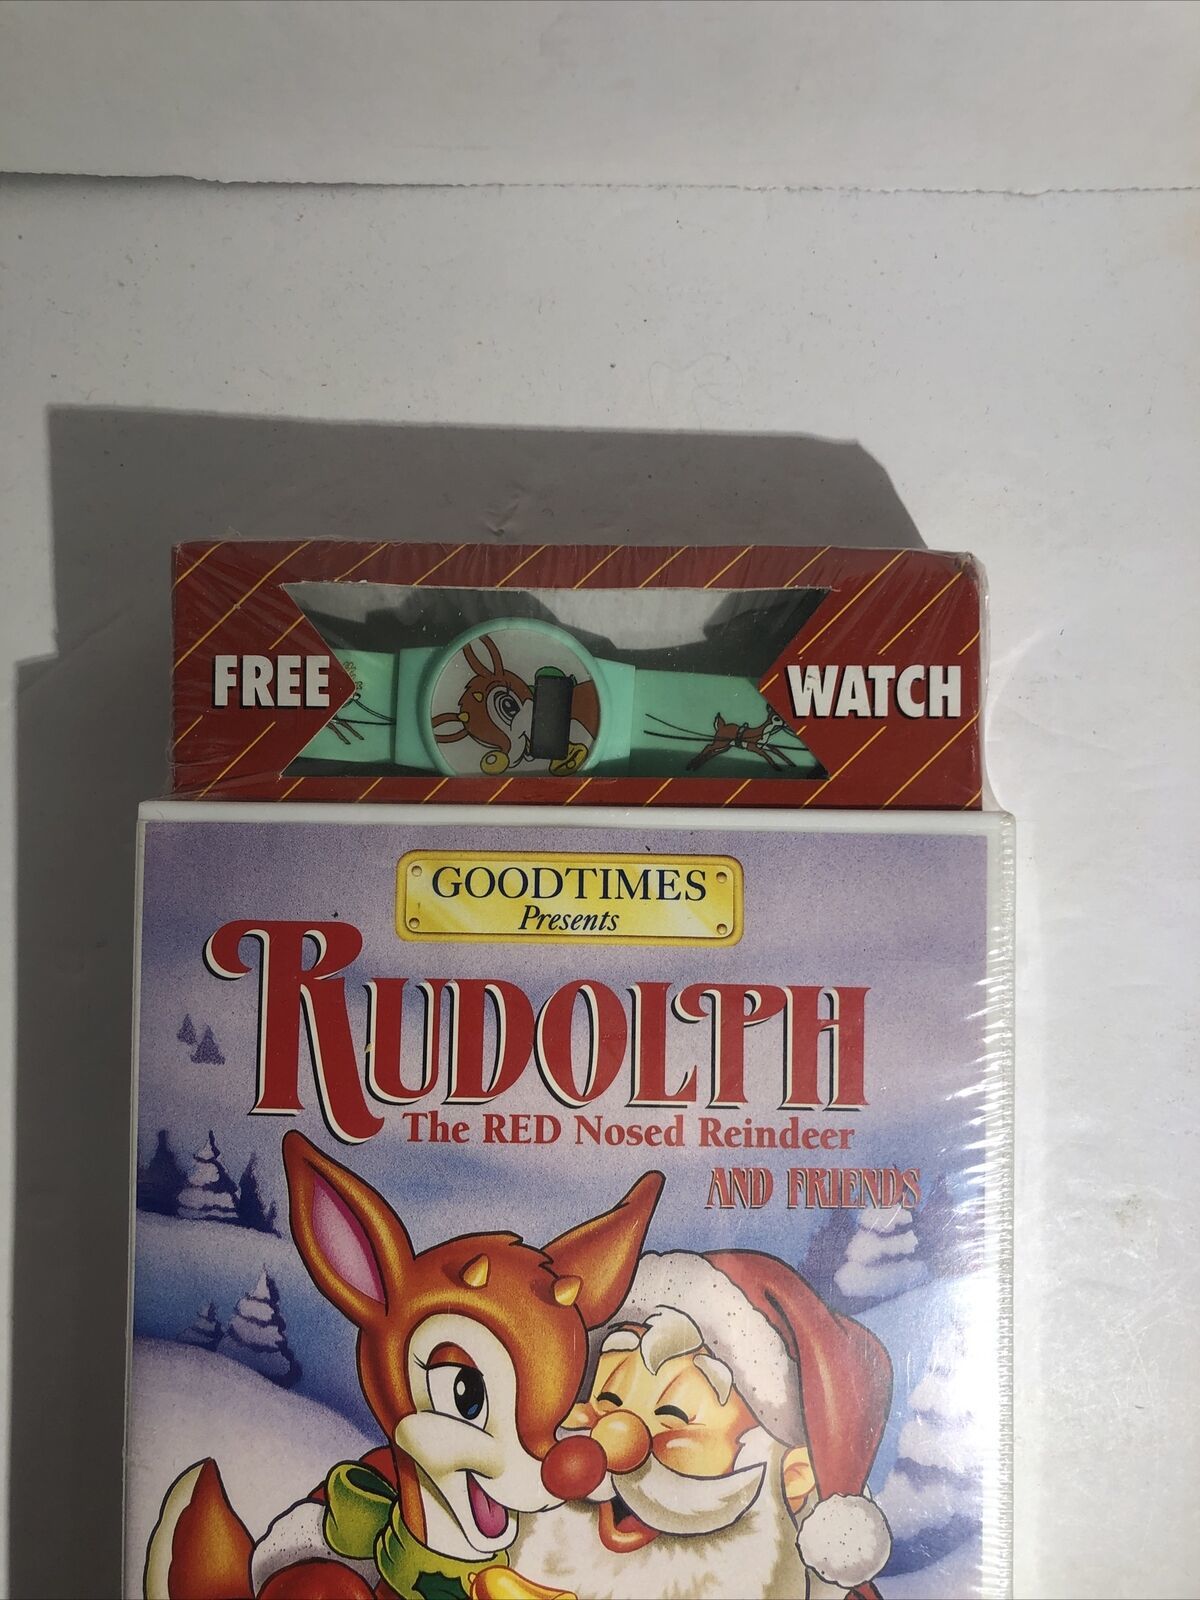 FREE WATCH
GOODTIMES
Presents
RUDOLPH
The RED Nosed Reindeer
AND FRIENDS